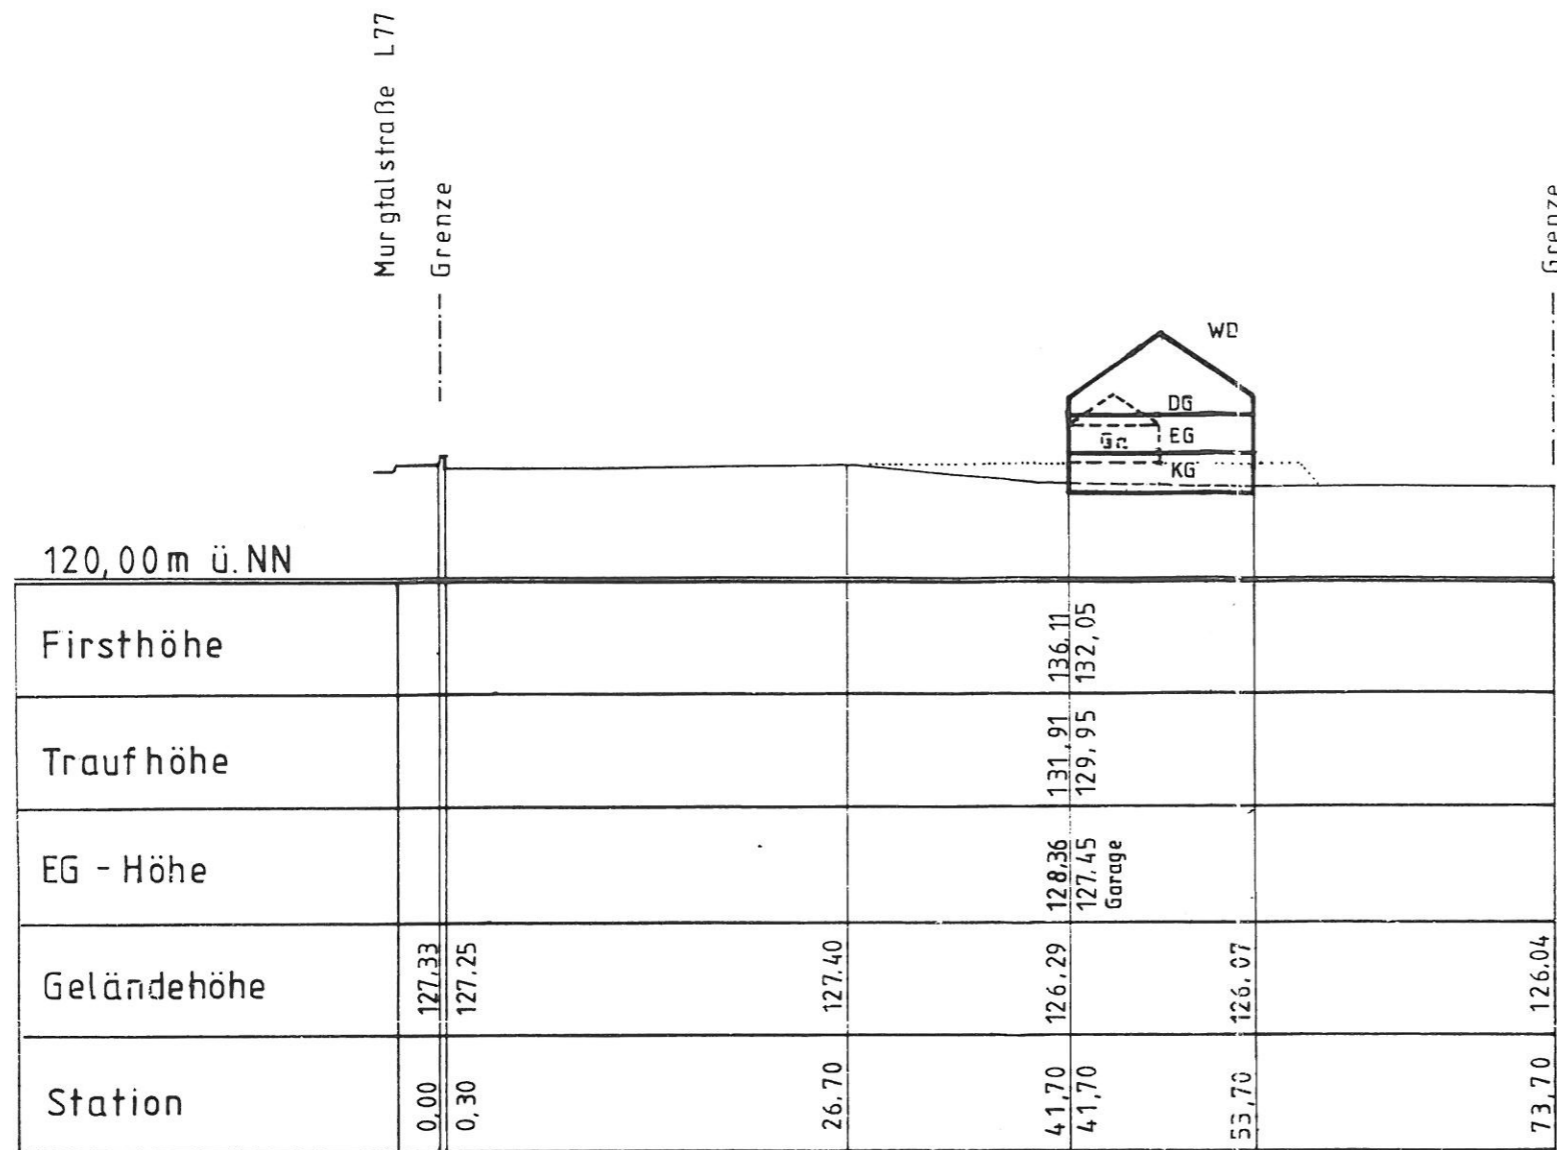 Murgtalstraße L77
Grenze
Grenze
WD
DG
EG
Ga
KG
120,00m ü.NN
Firsthöhe
136,11
132,05
Traufhöhe
131,91
129,95
EG - Höhe
128,36
127,45
Garage
Geländehöhe
127,33
127,25
127,40
126,29
126,07
126,04
Station
0,00
0,30
26,70
41,70
41,70
53,70
73,70